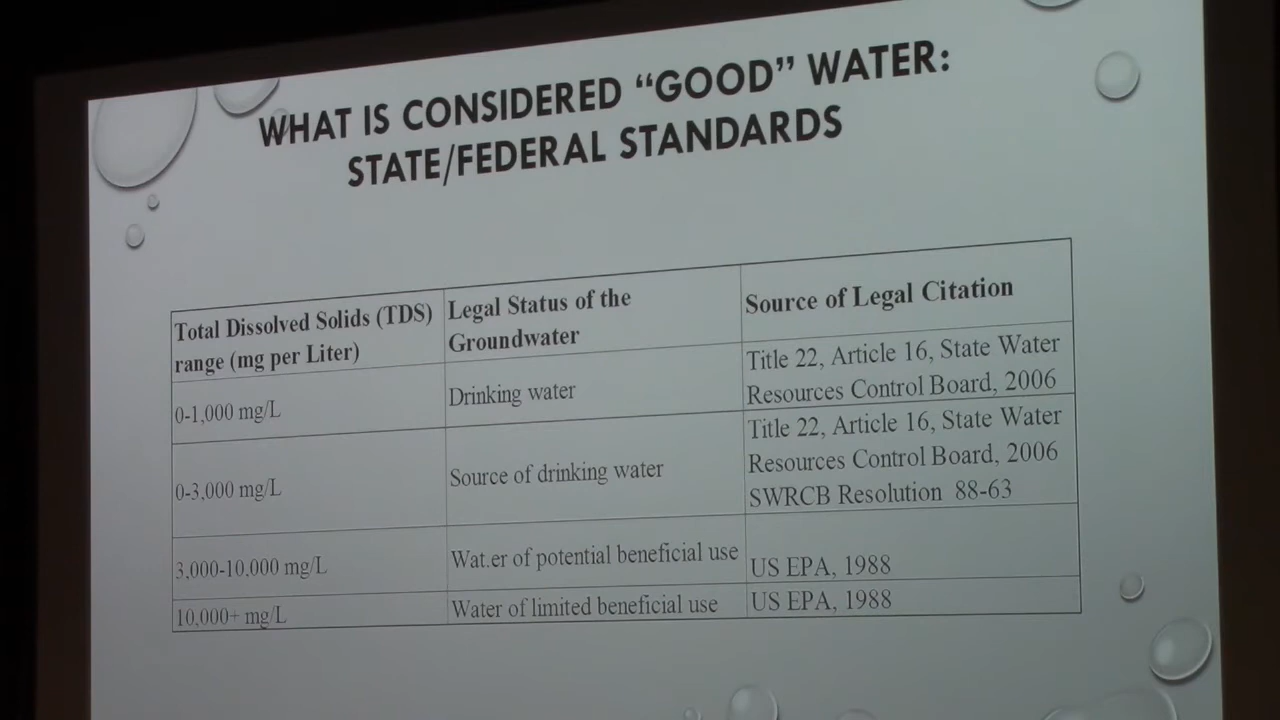 WHAT IS CONSIDERED “GOOD” WATER:
STATE/FEDERAL STANDARDS
Total Dissolved Solids (TDS)
range (mg per Liter)
Legal Status of the
Groundwater
Source of Legal Citation
0-1,000 mg/L
Drinking water
Title 22, Article 16, State Water
Resources Control Board, 2006
0-3,000 mg/L
Source of drinking water
Title 22, Article 16, State Water
Resources Control Board, 2006
SWRCB Resolution 88-63
3,000-10,000 mg/L
Wat.er of potential beneficial use
US EPA, 1988
10,000+ mg/L
Water of limited beneficial use
US EPA, 1988